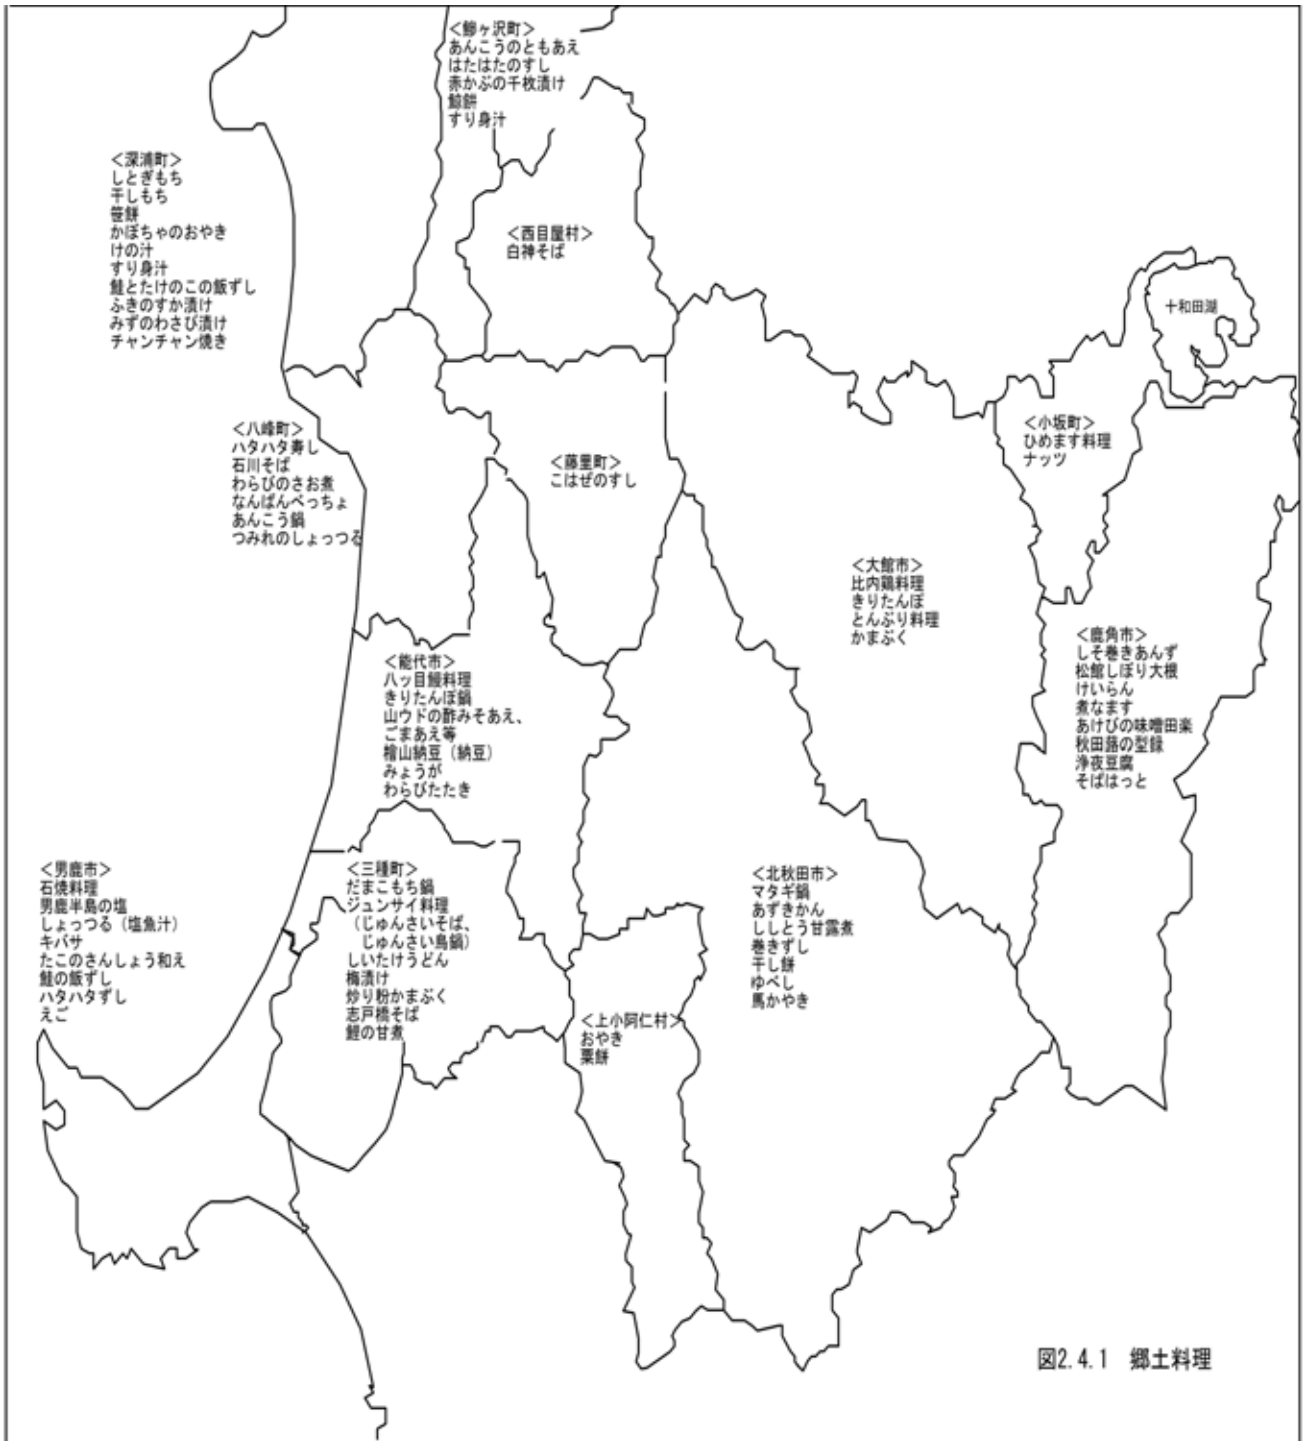 ＜鰺ヶ沢町＞
あんこうのともあえ
はたはたのすし
赤かぶの千枚漬け
鯨餅
すり身汁
＜深浦町＞
しとぎもち
干しもち
笹餅
かぼちゃのおやき
けの汁
すり身汁
鮭とたけのこの飯ずし
ふきのすか漬け
みずのわさび漬け
チャンチャン焼き
＜西目屋村＞
白神そば
十和田湖
＜八峰町＞
ハタハタ寿し
石川そば
わらびのさお煮
なんばんべっちょ
あんこう鍋
つみれのしょっつる
＜藤里町＞
こはぜのすし
＜小坂町＞
ひめます料理
ナッツ
＜大館市＞
比内鶏料理
きりたんぽ
とんぶり料理
かまぶく
＜鹿角市＞
しそ巻きあんず
松館しぼり大根
けいらん
煮なます
あけびの味噌田楽
秋田蕗の型録
浄夜豆腐
そばはっと
＜能代市＞
八ッ目鰻料理
きりたんぽ鍋
山ウドの酢みそあえ、
ごまあえ等
檜山納豆（納豆）
みょうが
わらびたたき
＜男鹿市＞
石焼料理
男鹿半島の塩
しょっつる（塩魚汁）
キバサ
たこのさんしょう和え
鮭の飯ずし
ハタハタずし
えご
＜三種町＞
だまこもち鍋
ジュンサイ料理
（じゅんさいそば、
じゅんさい鳥鍋）
しいたけうどん
梅漬け
炒り粉かまぶく
志戸橋そば
鯉の甘煮
＜北秋田市＞
マタギ鍋
あずきかん
ししとう甘露煮
巻きずし
干し餅
ゆべし
馬かやき
＜上小阿仁村＞
おやき
粟餅
図2.4.1 郷土料理